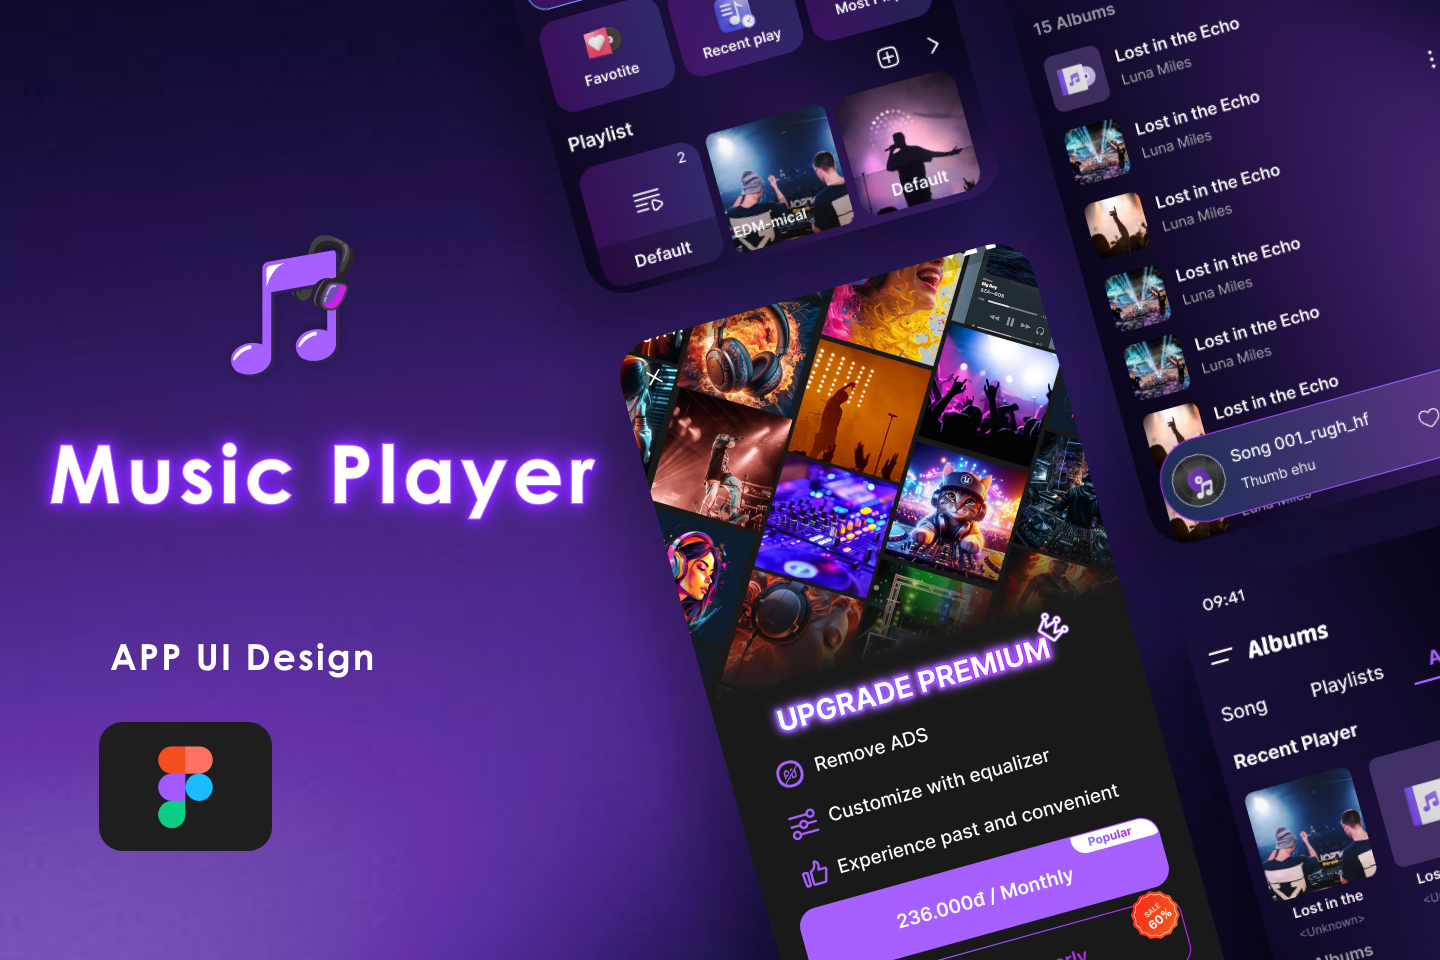 Music Player
APP UI Design
Favotite
Recent play
Playlist
2
Default
EDM-mical
Default
15 Albums
Lost in the Echo
Luna Miles
Lost in the Echo
Luna Miles
Lost in the Echo
Luna Miles
Lost in the Echo
Luna Miles
Lost in the Echo
Luna Miles
Lost in the Echo
Song 001_rugh_hf
Thumb ehu
Luna Miles
UPGRADE PREMIUM
Remove ADS
Customize with equalizer
Experience past and convenient
Popular
236.000đ / Monthly
SALE
60%
09:41
Albums
Song
Playlists
Recent Player
Lost in the
<Unknown>
Albums